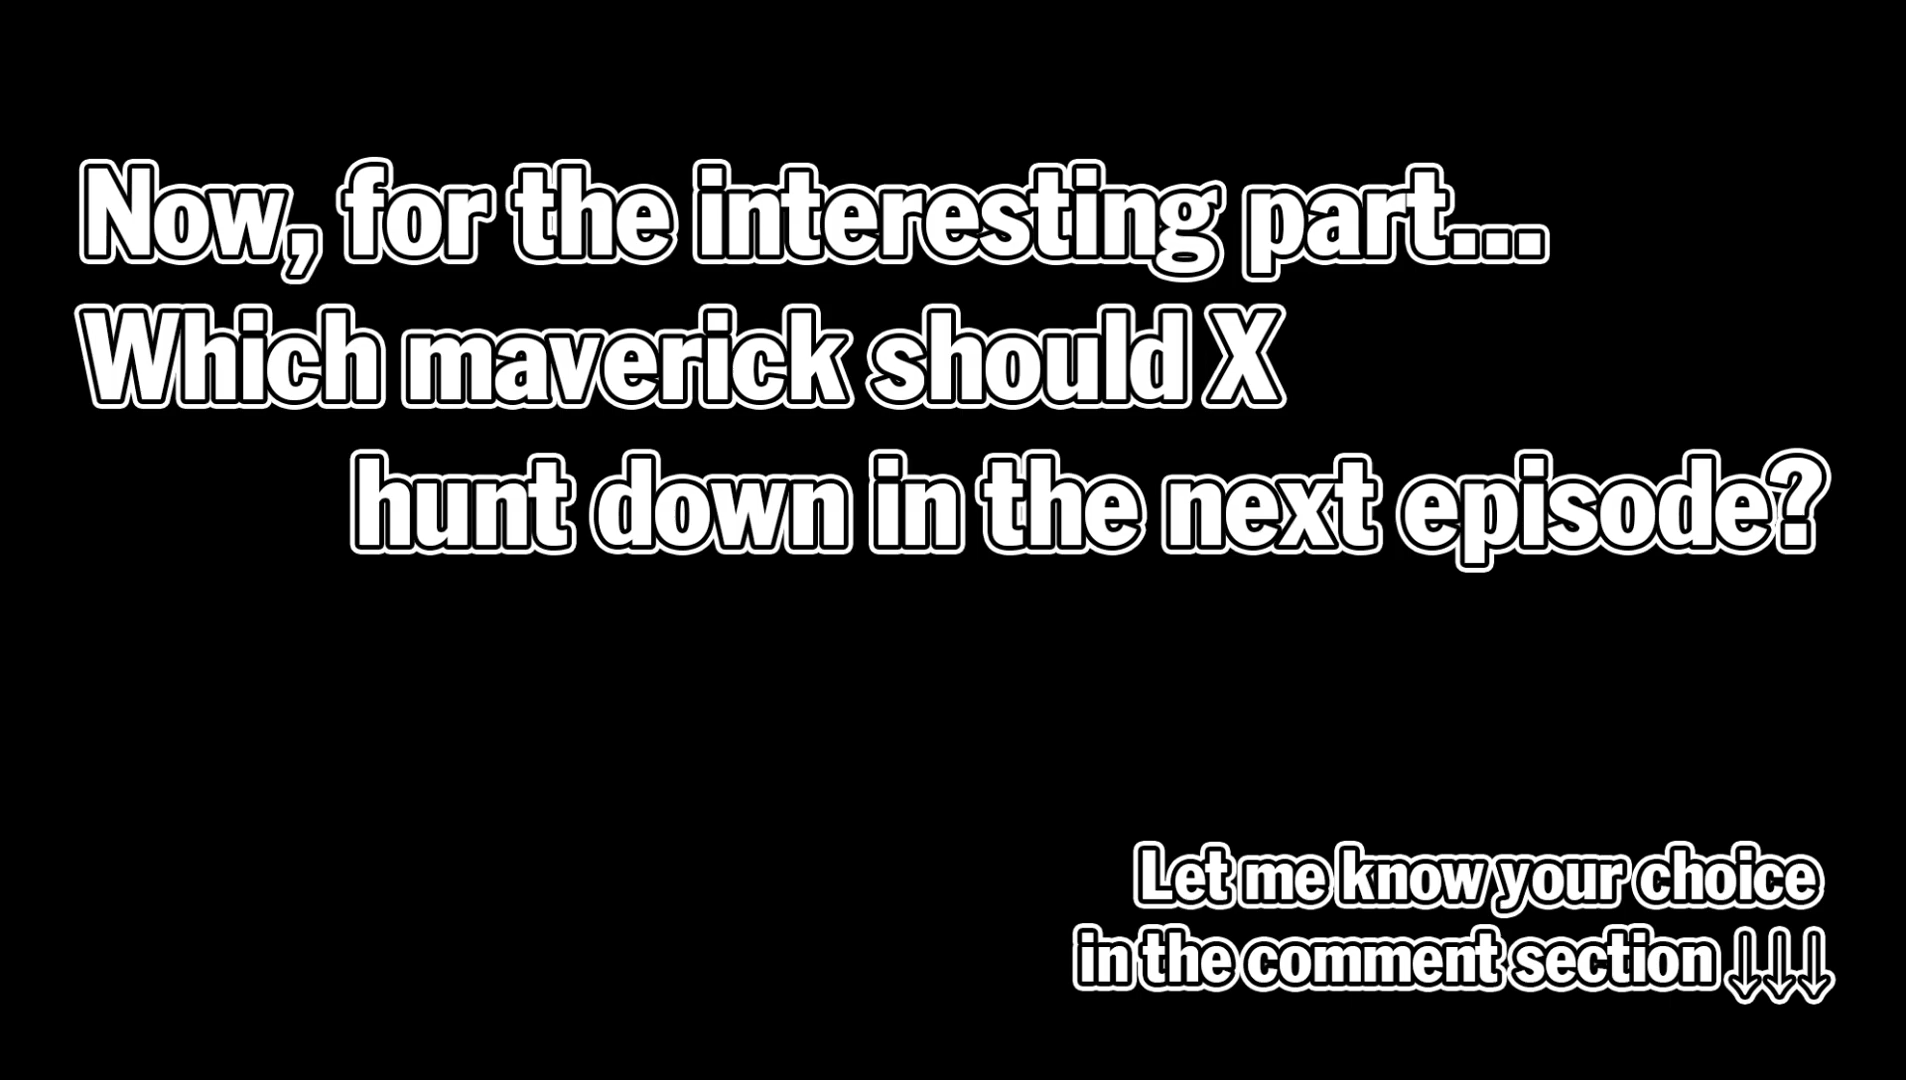 Now, for the interesting part...
Which maverick should X
hunt down in the next episode?
Let me know your choice
in the comment section ↓↓↓